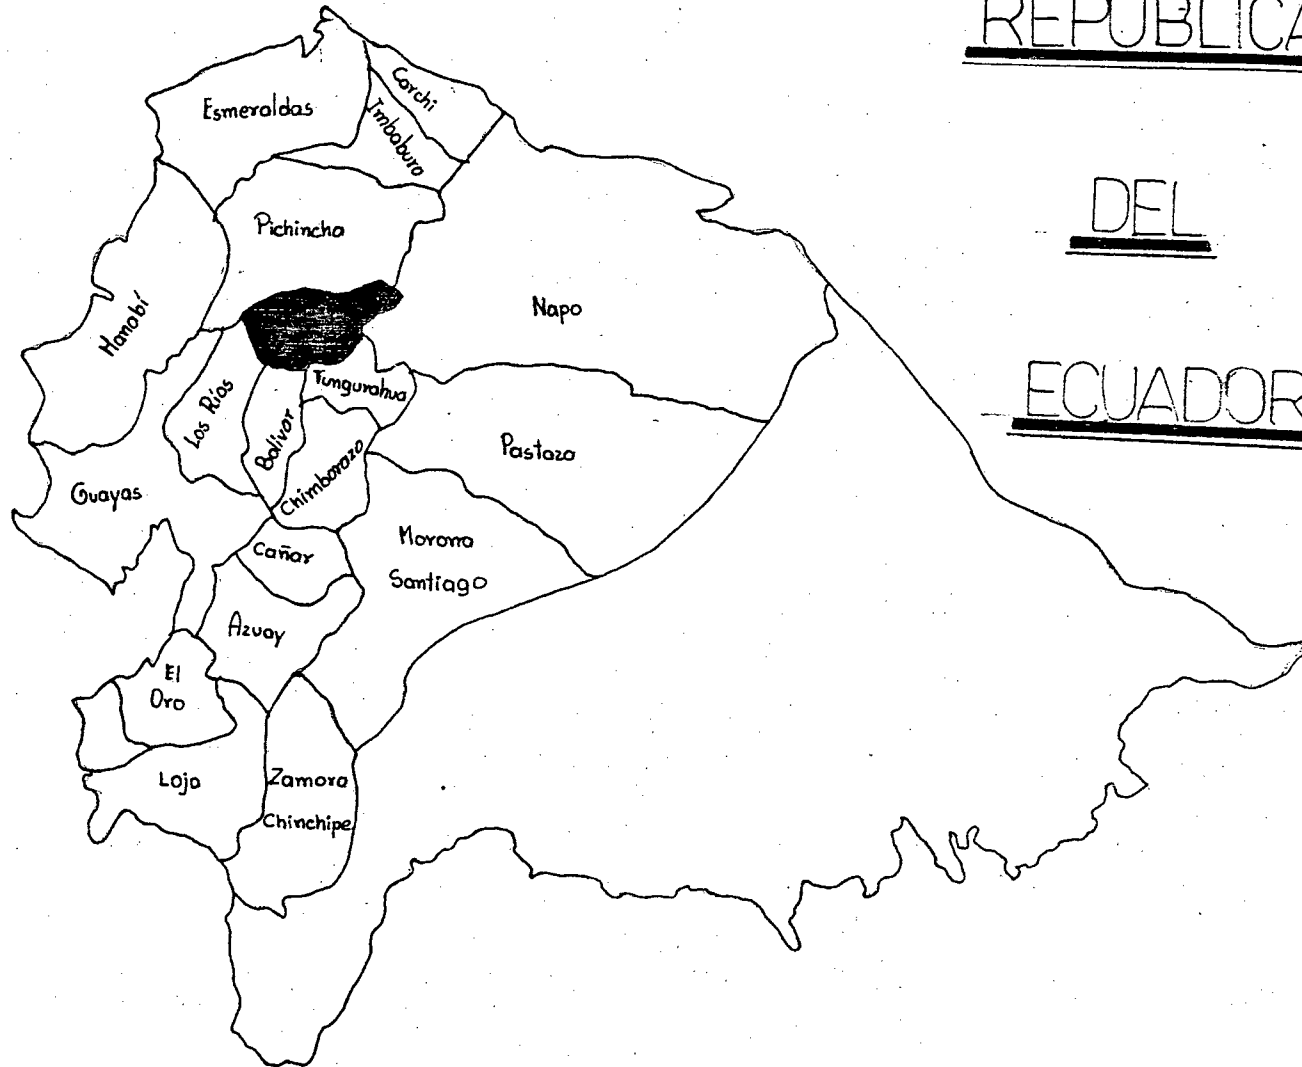 REPUBLICA
DEL
ECUADOR
Esmeraldas
Carchi
Imbabura
Pichincha
Manabí
Napo
Los Ríos
Bolivar
Tungurahua
Chimborazo
Pastaza
Guayas
Cañar
Morona
Santiago
Azuay
El
Oro
Loja
Zamora
Chinchipe